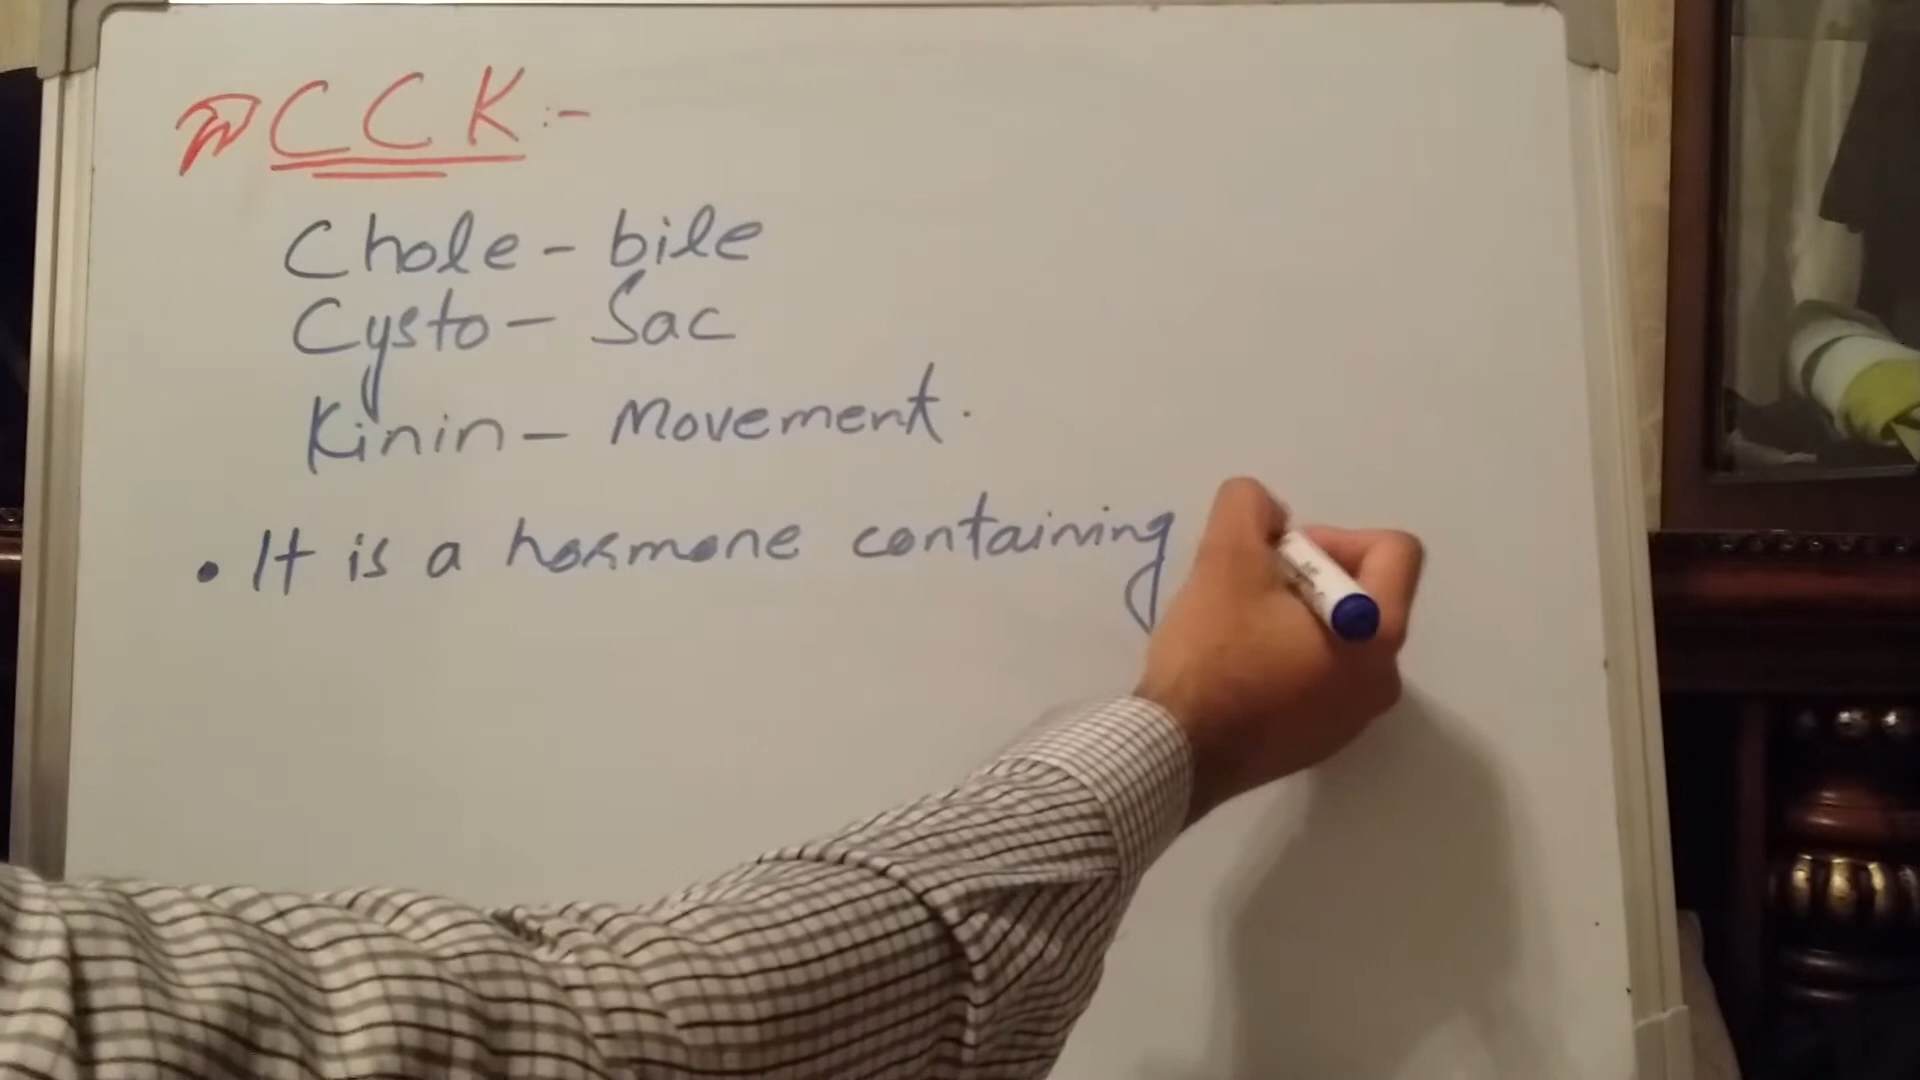 CCK:-
Chole - bile
Cysto - Sac
Kinin - Movement.
• It is a hormone containing